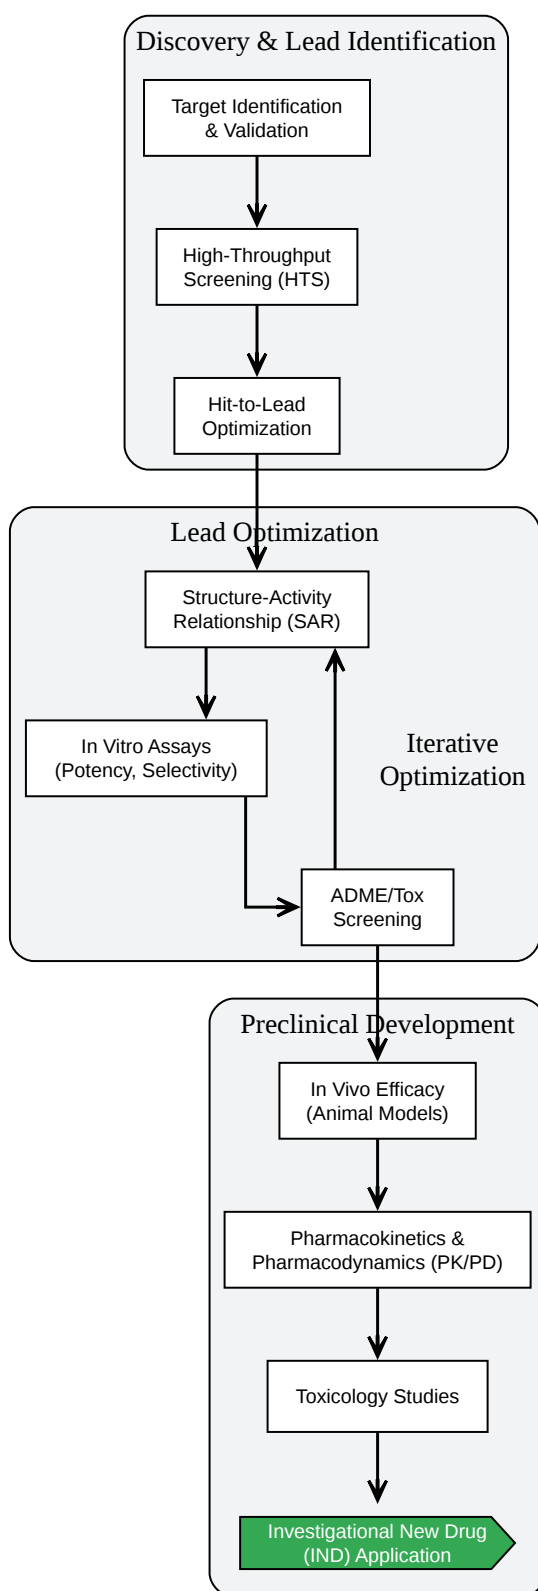 Discovery & Lead Identification
Target Identification
& Validation
High-Throughput
Screening (HTS)
Hit-to-Lead
Optimization
Lead Optimization
Structure-Activity
Relationship (SAR)
In Vitro Assays
(Potency, Selectivity)
Iterative
Optimization
ADME/Tox
Screening
Preclinical Development
In Vivo Efficacy
(Animal Models)
Pharmacokinetics &
Pharmacodynamics (PK/PD)
Toxicology Studies
Investigational New Drug
(IND) Application